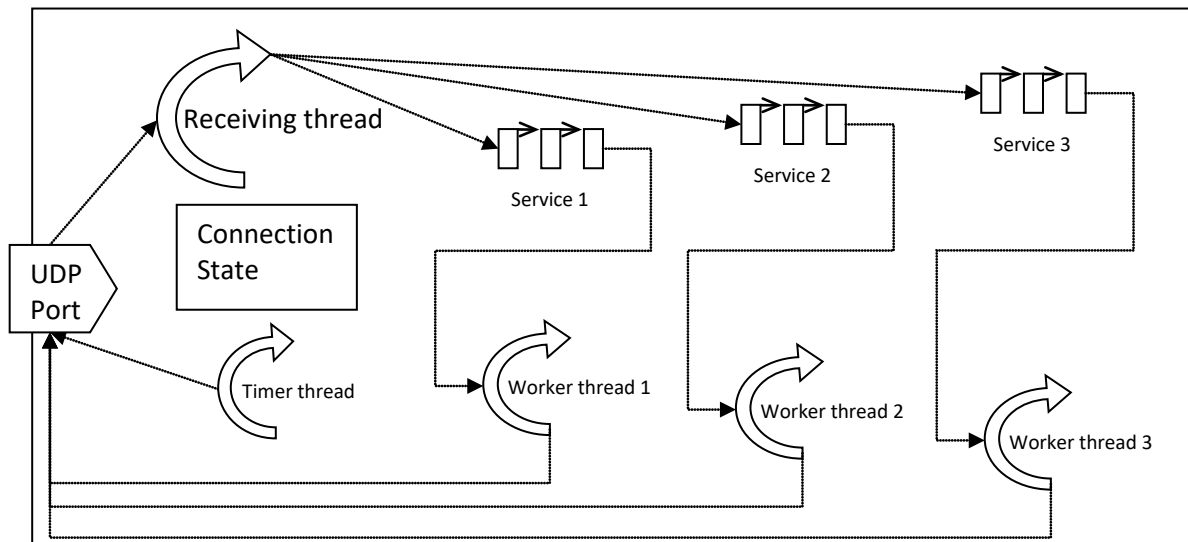 Receiving thread
Service 1
Service 2
Service 3
Connection
State
UDP
Port
Timer thread
Worker thread 1
Worker thread 2
Worker thread 3